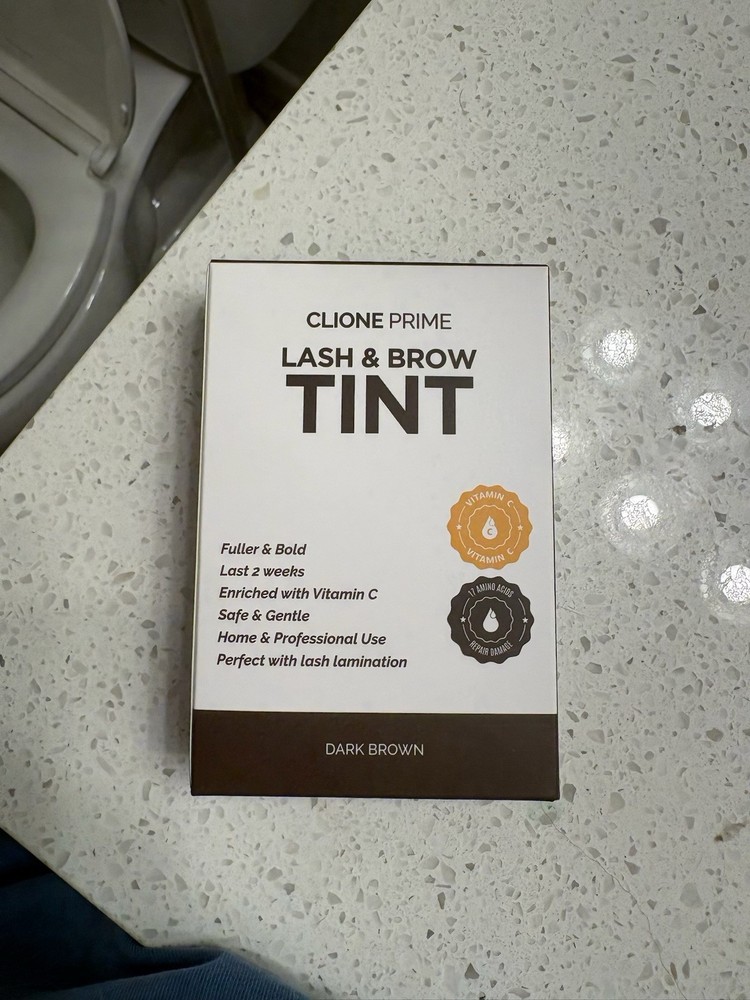 CLIONE PRIME
LASH & BROW
TINT
VITAMIN C
VITAMIN C
C
17 AMINO ACIDS
REPAIR DAMAGE
Fuller & Bold
Last 2 weeks
Enriched with Vitamin C
Safe & Gentle
Home & Professional Use
Perfect with lash lamination
DARK BROWN